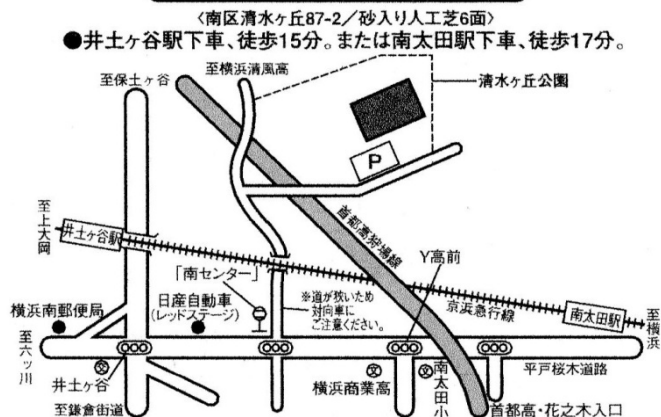 〈南区清水ヶ丘87-2／砂入り人工芝6面〉
●井土ヶ谷駅下車、徒歩15分。または南太田駅下車、徒歩17分。
至横浜清風高
至保土ヶ谷
清水ヶ丘公園
P
至上大岡
井土ヶ谷駅
首都高狩場線
Y高前
「南センター」
横浜南郵便局
日産自動車
（レッドステージ）
※道が狭いため
対向車に
ご注意ください。
京浜急行線
南太田駅
至横浜
至六ッ川
文
井土ヶ谷
文
横浜商業高
文
南太田小
平戸桜木道路
至鎌倉街道
首都高・花之木入口